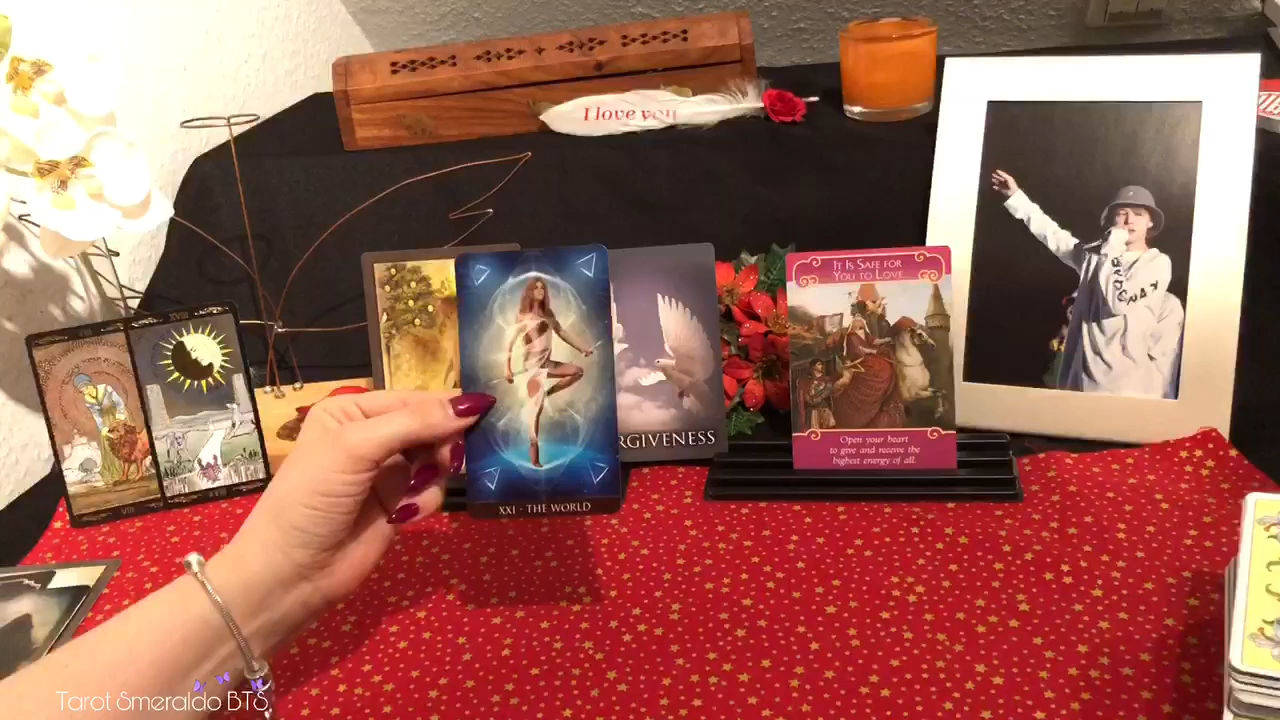 I love you
IT IS SAFE FOR
YOU TO LOVE
Open your heart
to give and receive the
highest energy of all.
RGIVENESS
XXI - THE WORLD
VIII
Tarot Smeraldo BTS